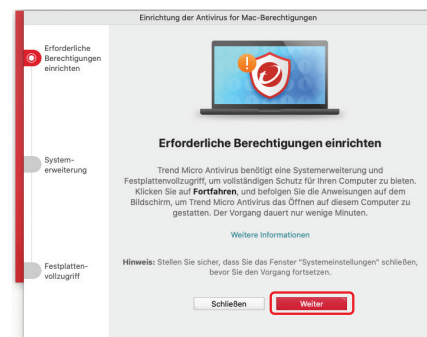 Einrichtung der Antivirus for Mac-Berechtigungen
Erforderliche
Berechtigungen
einrichten
System-
erweiterung
Festplatten-
vollzugriff
Erforderliche Berechtigungen einrichten
Trend Micro Antivirus benötigt eine Systemerweiterung und
Festplattenvollzugriff, um vollständigen Schutz für Ihren Computer zu bieten.
Klicken Sie auf Fortfahren, und befolgen Sie die Anweisungen auf dem
Bildschirm, um Trend Micro Antivirus das Öffnen auf diesem Computer zu
gestatten. Der Vorgang dauert nur wenige Minuten.
Weitere Informationen
Hinweis: Stellen Sie sicher, dass Sie das Fenster "Systemeinstellungen" schließen,
bevor Sie den Vorgang fortsetzen.
Schließen
Weiter